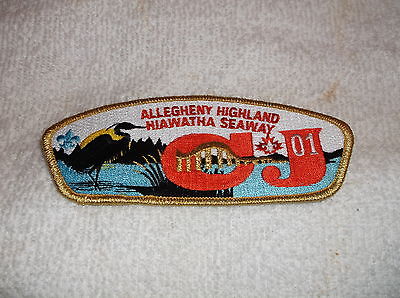 ALLEGHENY HIGHLAND
HIAWATHA SEAWAY
CJ 01